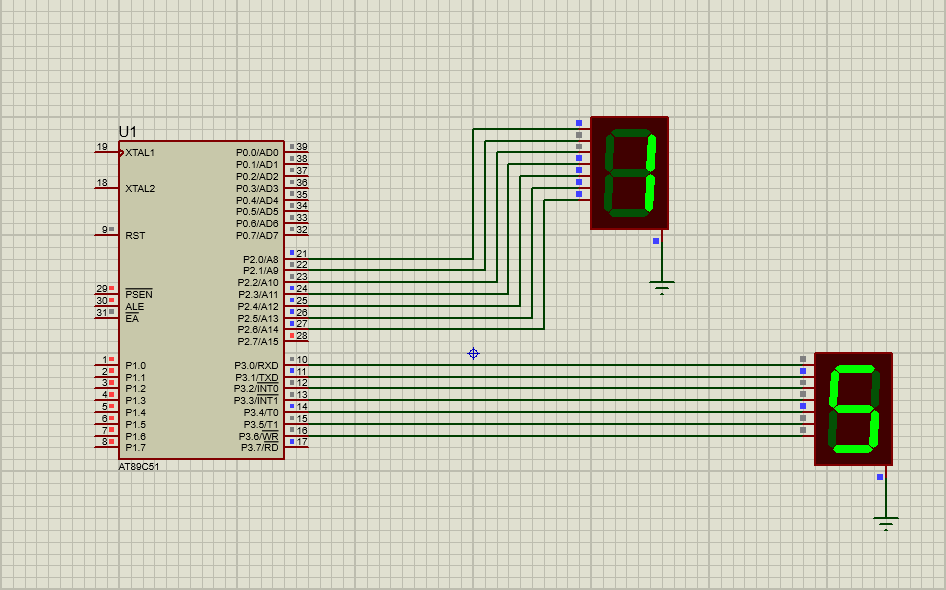 U1
19 XTAL1 P0.0/AD0 39
P0.1/AD1 38
P0.2/AD2 37
18 XTAL2 P0.3/AD3 36
P0.4/AD4 35
P0.5/AD5 34
P0.6/AD6 33
9 RST P0.7/AD7 32
P2.0/A8 21
P2.1/A9 22
P2.2/A10 23
29 PSEN P2.3/A11 24
30 ALE P2.4/A12 25
31 EA P2.5/A13 26
P2.6/A14 27
P2.7/A15 28
1 P1.0 P3.0/RXD 10
2 P1.1 P3.1/TXD 11
3 P1.2 P3.2/INT0 12
4 P1.3 P3.3/INT1 13
5 P1.4 P3.4/T0 14
6 P1.5 P3.5/T1 15
7 P1.6 P3.6/WR 16
8 P1.7 P3.7/RD 17
AT89C51
1
5